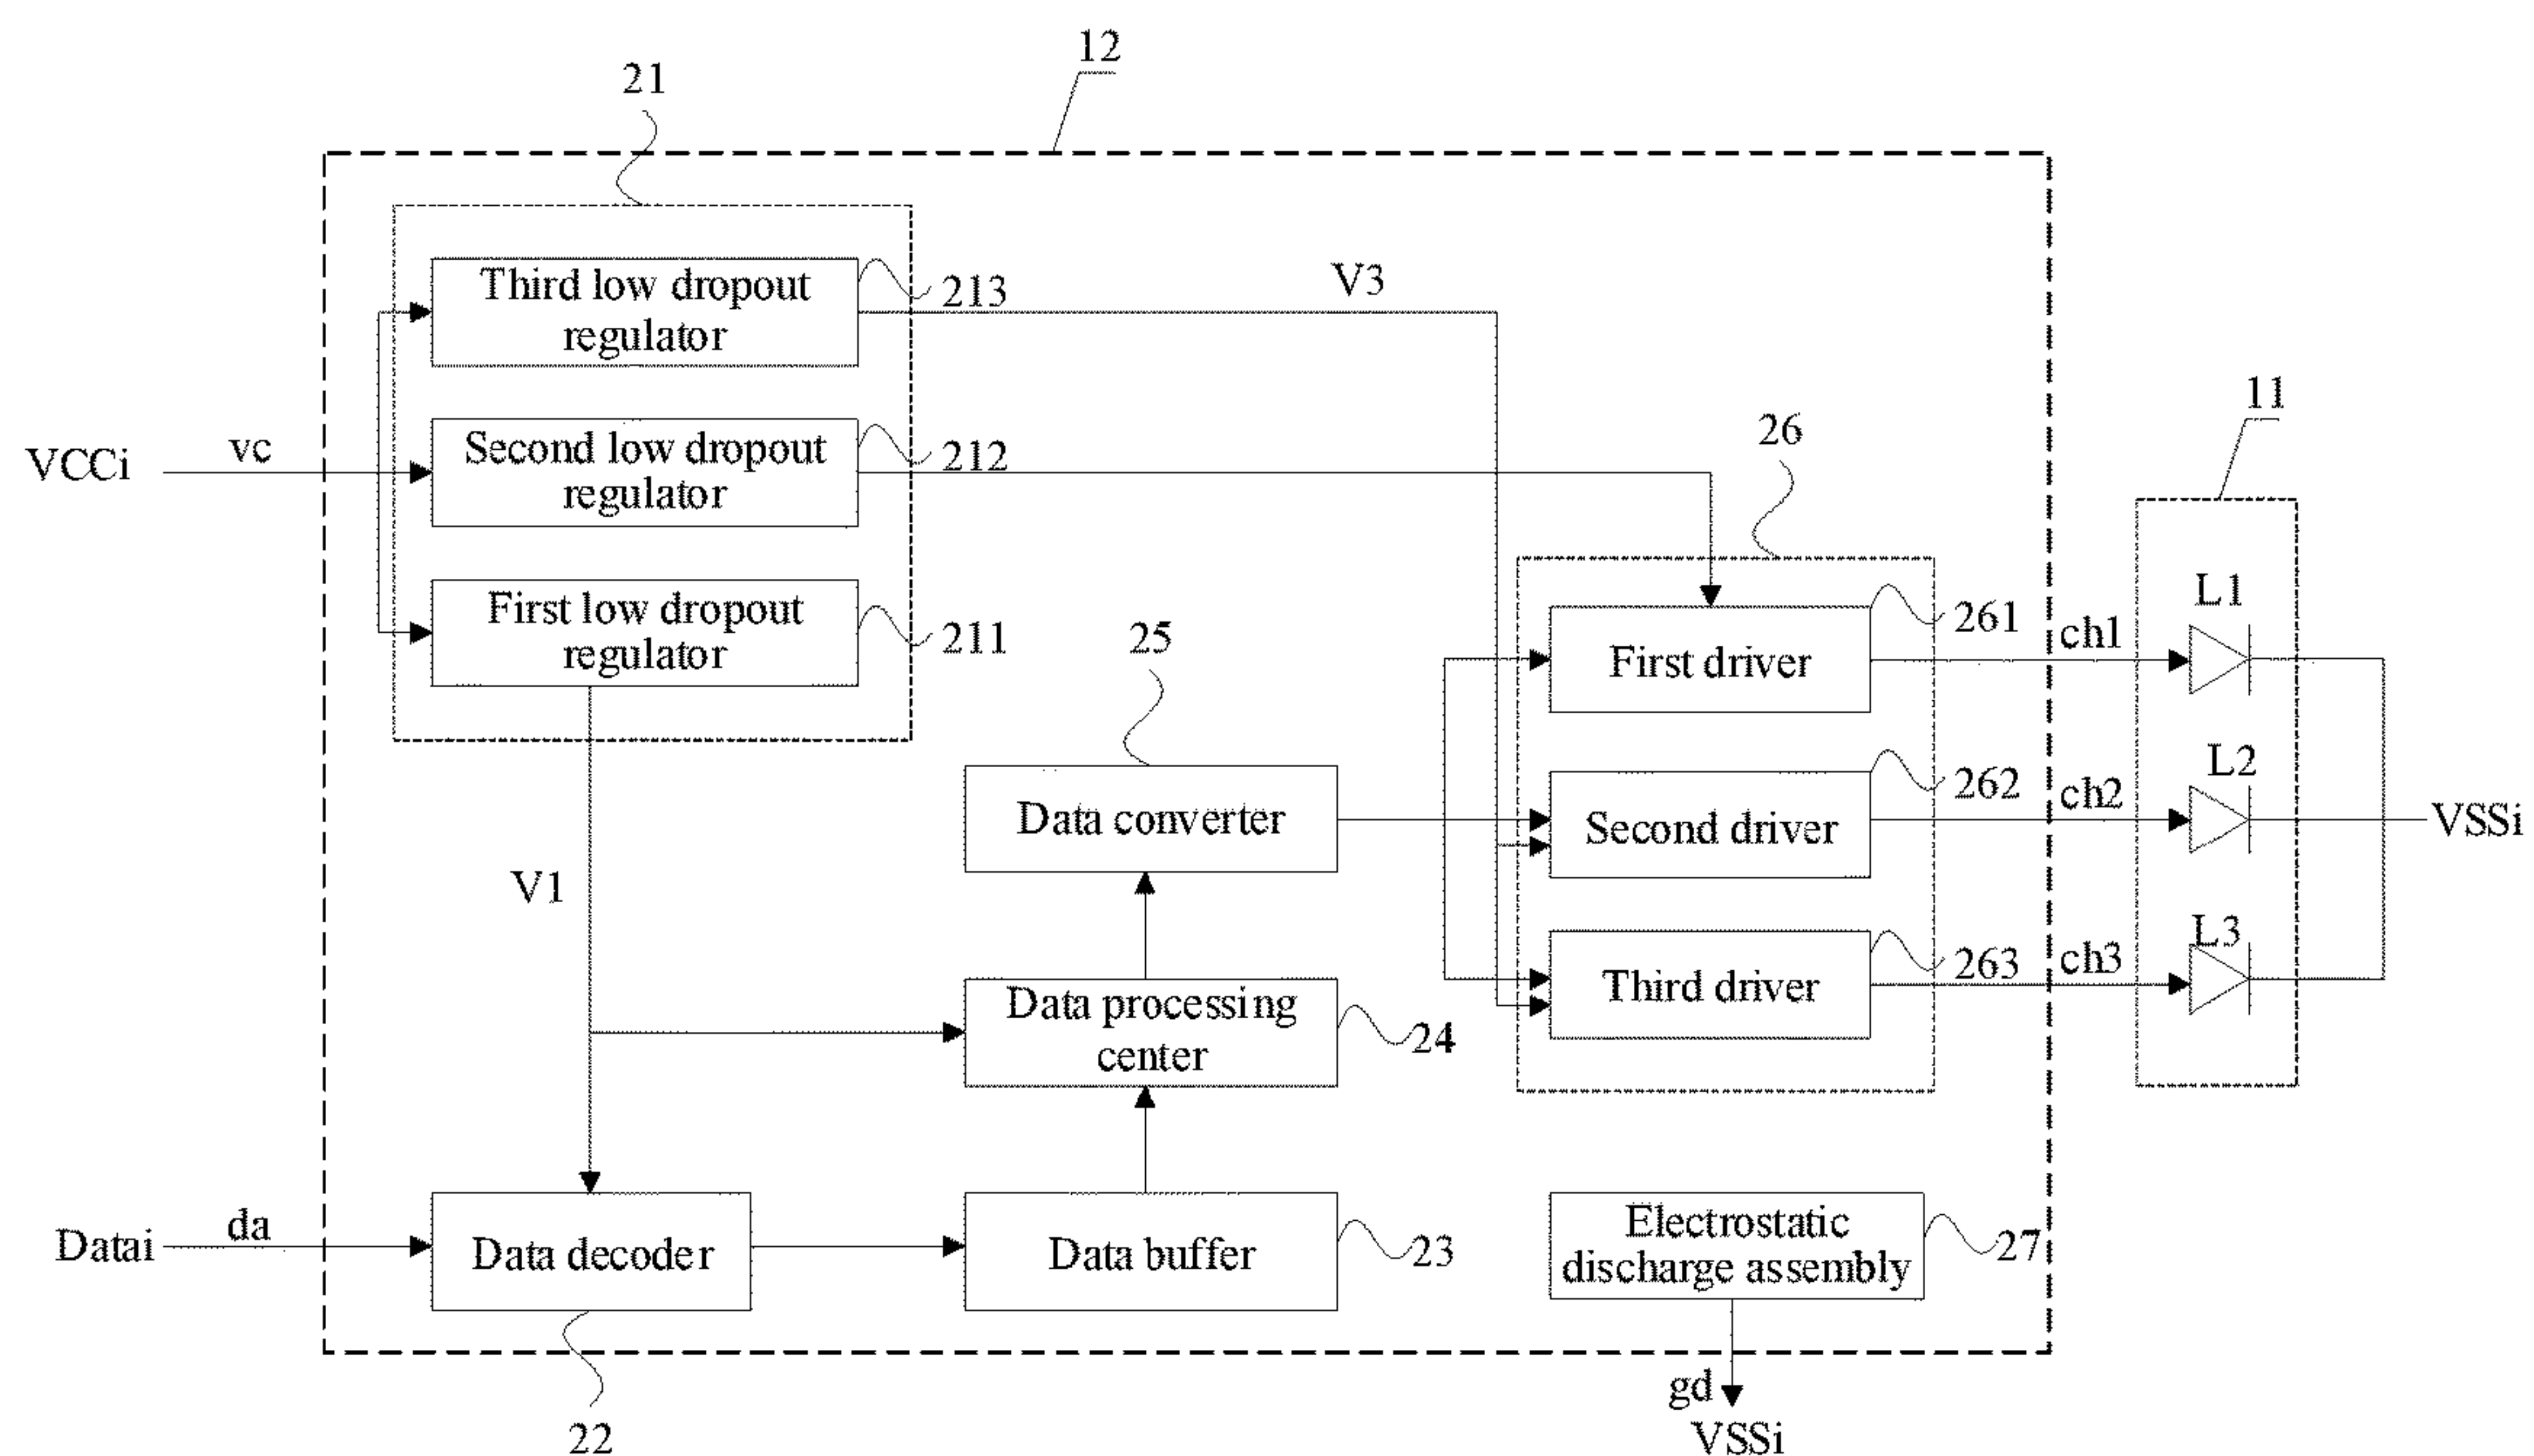 12
21
Third low dropout
regulator
213
V3
VCCi
vc
Second low dropout
regulator
212
26
11
First low dropout
regulator
211
25
First driver
261
ch1
L1
Data converter
Second driver
262
ch2
L2
VSSi
V1
Data processing
center
24
Third driver
263
ch3
L3
Datai
da
Data decoder
22
Data buffer
23
Electrostatic
discharge assembly
27
gd
VSSi